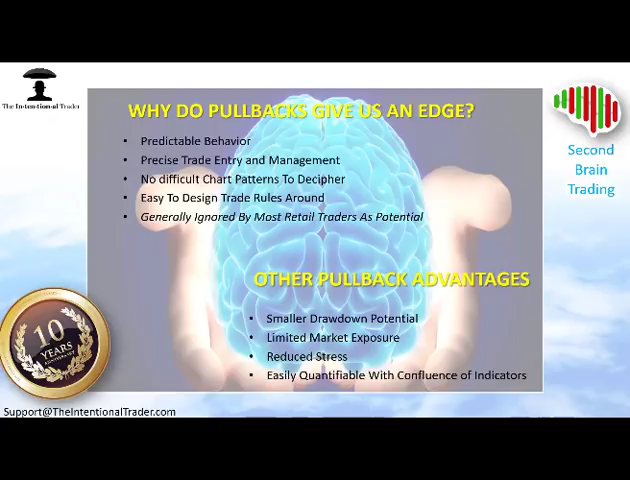 The Intentional Trader
WHY DO PULLBACKS GIVE US AN EDGE?
Predictable Behavior
Precise Trade Entry and Management
No difficult Chart Patterns To Decipher
Easy To Design Trade Rules Around
Generally Ignored By Most Retail Traders As Potential
Second
Brain
Trading
OTHER PULLBACK ADVANTAGES
Smaller Drawdown Potential
Limited Market Exposure
Reduced Stress
Easily Quantifiable With Confluence of Indicators
10
YEARS
ANNIVERSARY
Support@TheIntentionalTrader.com